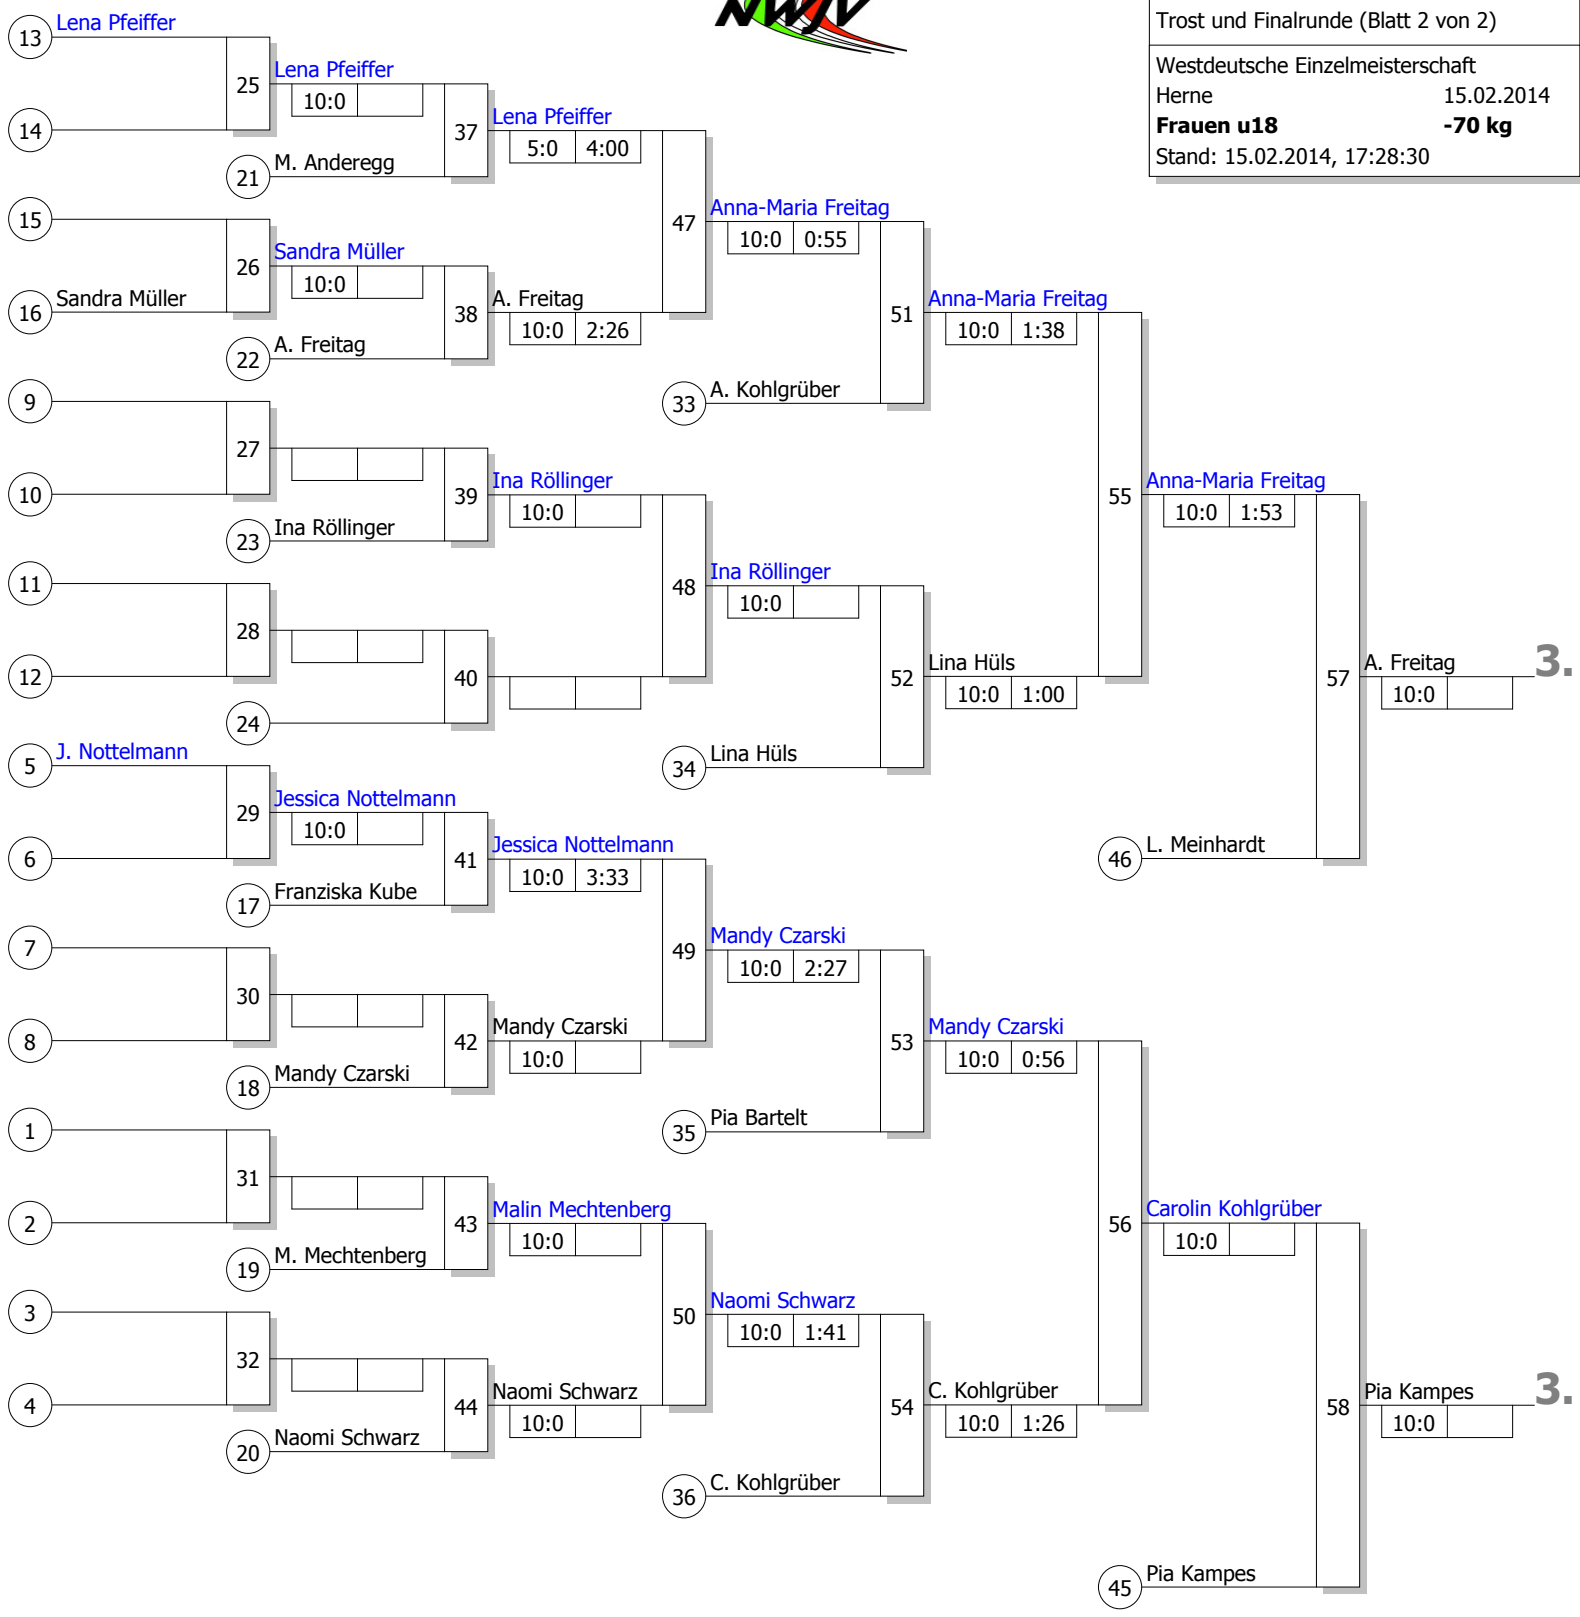 NWJV
Trost und Finalrunde (Blatt 2 von 2)
Westdeutsche Einzelmeisterschaft
Herne 15.02.2014
Frauen u18 -70 kg
Stand: 15.02.2014, 17:28:30
13 Lena Pfeiffer
25 Lena Pfeiffer
10:0
14
37 Lena Pfeiffer
5:0 4:00
21 M. Anderegg
15
47 Anna-Maria Freitag
10:0 0:55
26 Sandra Müller
10:0
16 Sandra Müller
38 A. Freitag
10:0 2:26
22 A. Freitag
51 Anna-Maria Freitag
10:0 1:38
9
33 A. Kohlgrüber
27
10
39 Ina Röllinger
10:0
23 Ina Röllinger
55 Anna-Maria Freitag
10:0 1:53
11
48 Ina Röllinger
10:0
28
12
40
24
52 Lina Hüls
10:0 1:00
57 A. Freitag 3.
10:0
5 J. Nottelmann
34 Lina Hüls
29 Jessica Nottelmann
10:0
6
41 Jessica Nottelmann
10:0 3:33
46 L. Meinhardt
17 Franziska Kube
7
49 Mandy Czarski
10:0 2:27
30
8
42 Mandy Czarski
10:0
18 Mandy Czarski
53 Mandy Czarski
10:0 0:56
1
35 Pia Bartelt
31
2
43 Malin Mechtenberg
10:0
19 M. Mechtenberg
56 Carolin Kohlgrüber
10:0
3
50 Naomi Schwarz
10:0 1:41
32
4
44 Naomi Schwarz
10:0
20 Naomi Schwarz
54 C. Kohlgrüber
10:0 1:26
58 Pia Kampes 3.
10:0
36 C. Kohlgrüber
45 Pia Kampes